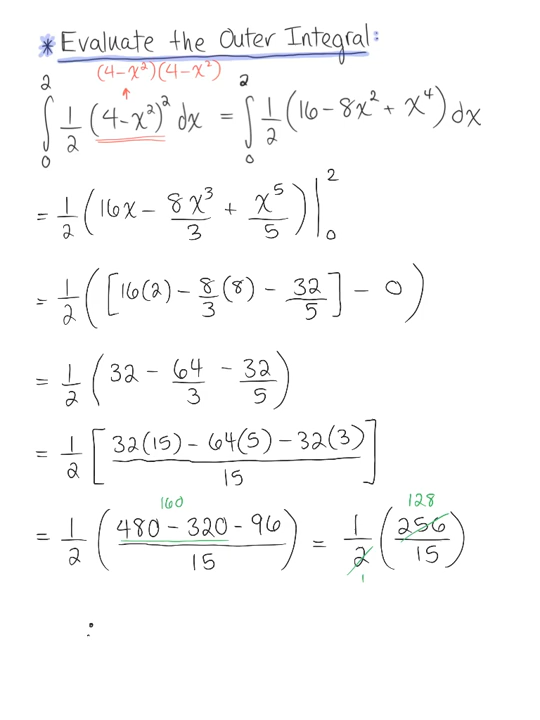 * Evaluate the Outer Integral:
(4-x²)(4-x²)
∫₀² 1/2 (4-x²)² dx = ∫₀² 1/2 (16-8x²+x⁴) dx
= 1/2 (16x - 8x³/3 + x⁵/5) |₀²
= 1/2 ([16(2) - 8/3 (8) - 32/5] - 0)
= 1/2 (32 - 64/3 - 32/5)
= 1/2 [(32(15) - 64(5) - 32(3))/15]
160 128
= 1/2 ((480 - 320 - 96)/15) = 1/2 (256/15)
1